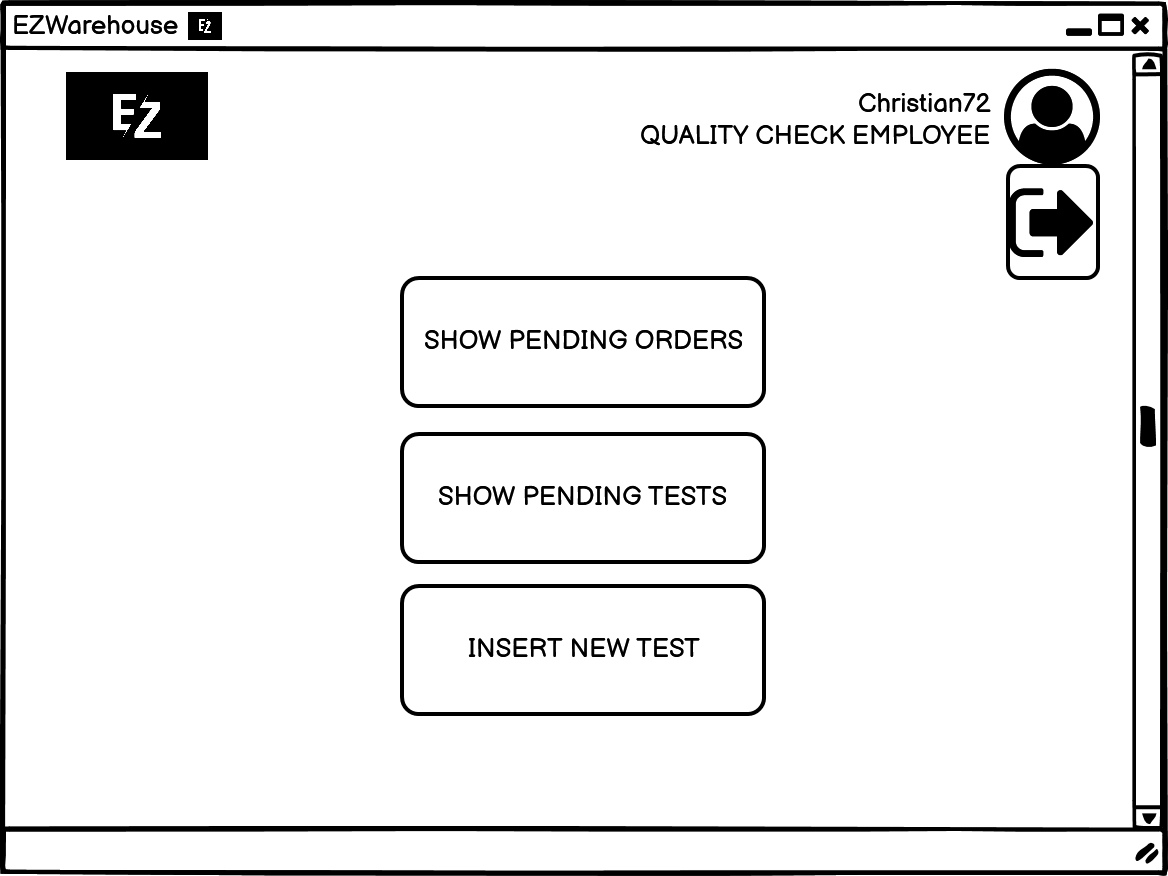 EZWarehouse EZ
EZ
Christian72
QUALITY CHECK EMPLOYEE
SHOW PENDING ORDERS
SHOW PENDING TESTS
INSERT NEW TEST